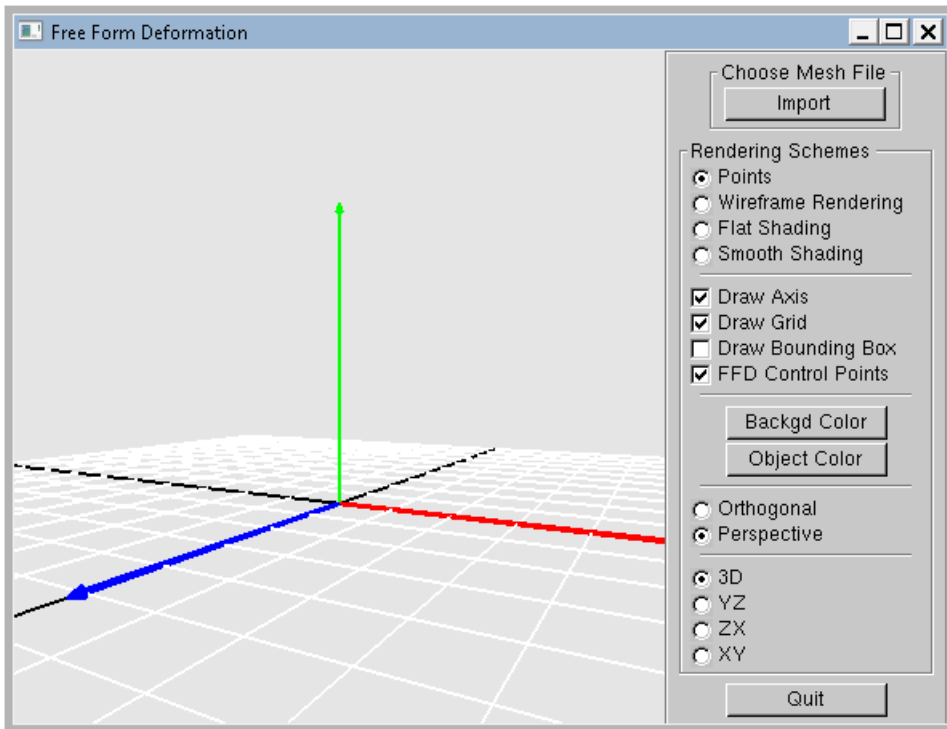 Free Form Deformation
Choose Mesh File
Import
Rendering Schemes
Points
Wireframe Rendering
Flat Shading
Smooth Shading
Draw Axis
Draw Grid
Draw Bounding Box
FFD Control Points
Backgd Color
Object Color
Orthogonal
Perspective
3D
YZ
ZX
XY
Quit